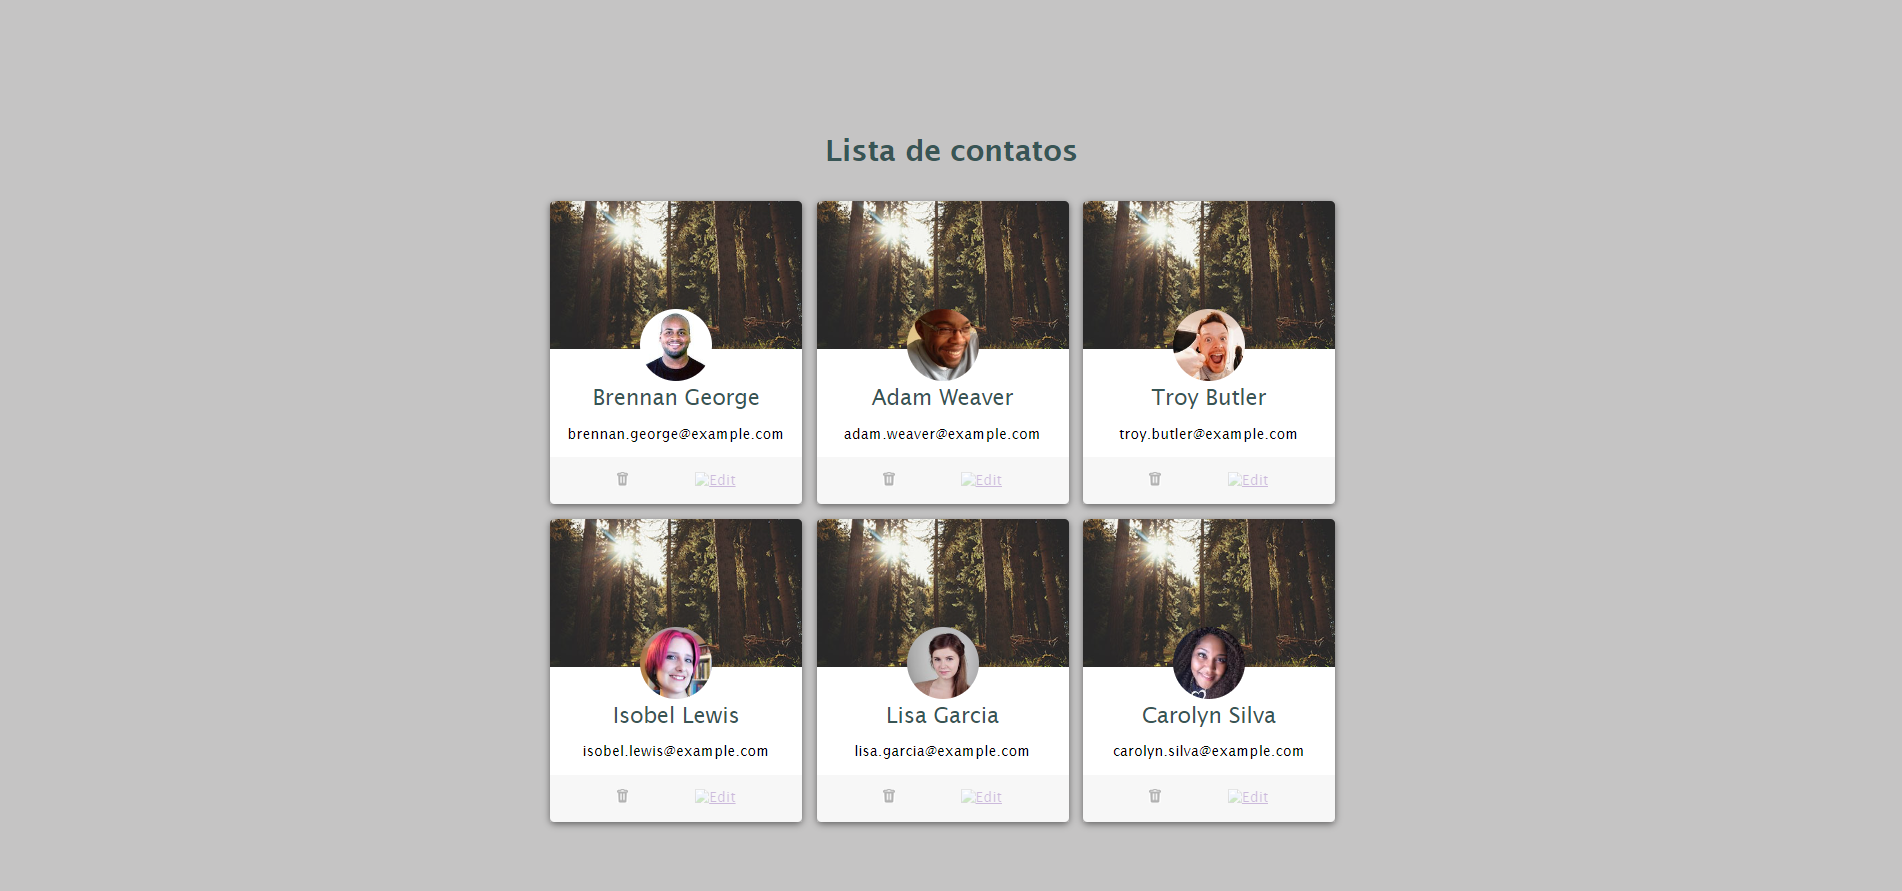 Lista de contatos
Brennan George
Adam Weaver
Troy Butler
brennan.george@example.com
adam.weaver@example.com
troy.butler@example.com
Edit
Edit
Edit
Isobel Lewis
Lisa Garcia
Carolyn Silva
isobel.lewis@example.com
lisa.garcia@example.com
carolyn.silva@example.com
Edit
Edit
Edit